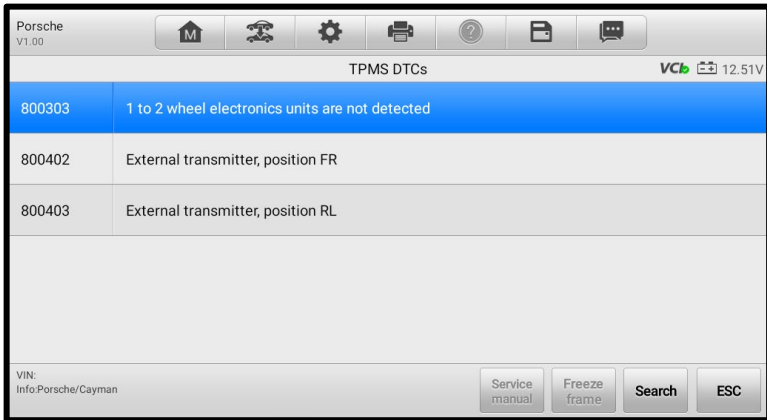 Porsche
V1.00
M
?
TPMS DTCs
VCI 12.51V
800303 1 to 2 wheel electronics units are not detected
800402 External transmitter, position FR
800403 External transmitter, position RL
VIN:
Info:Porsche/Cayman
Service manual
Freeze frame
Search
ESC